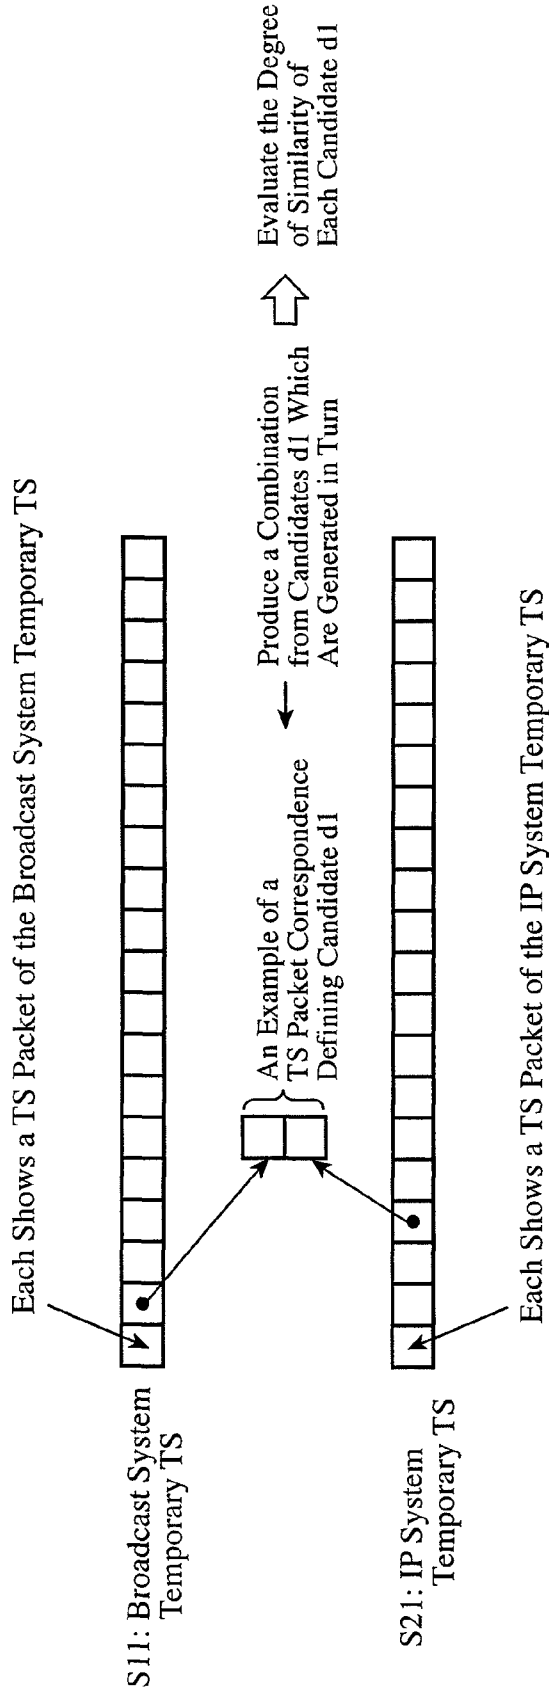 Each Shows a TS Packet of the Broadcast System Temporary TS
S11: Broadcast System
Temporary TS
An Example of a
TS Packet Correspondence
Defining Candidate d1
Produce a Combination
from Candidates d1 Which
Are Generated in Turn
Evaluate the Degree
of Similarity of
Each Candidate d1
S21: IP System
Temporary TS
Each Shows a TS Packet of the IP System Temporary TS